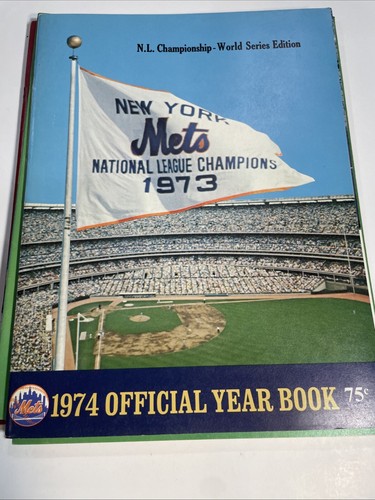 N.L. Championship - World Series Edition
NEW YORK
Mets
NATIONAL LEAGUE CHAMPIONS
1973
Mets
1974 OFFICIAL YEAR BOOK 75¢